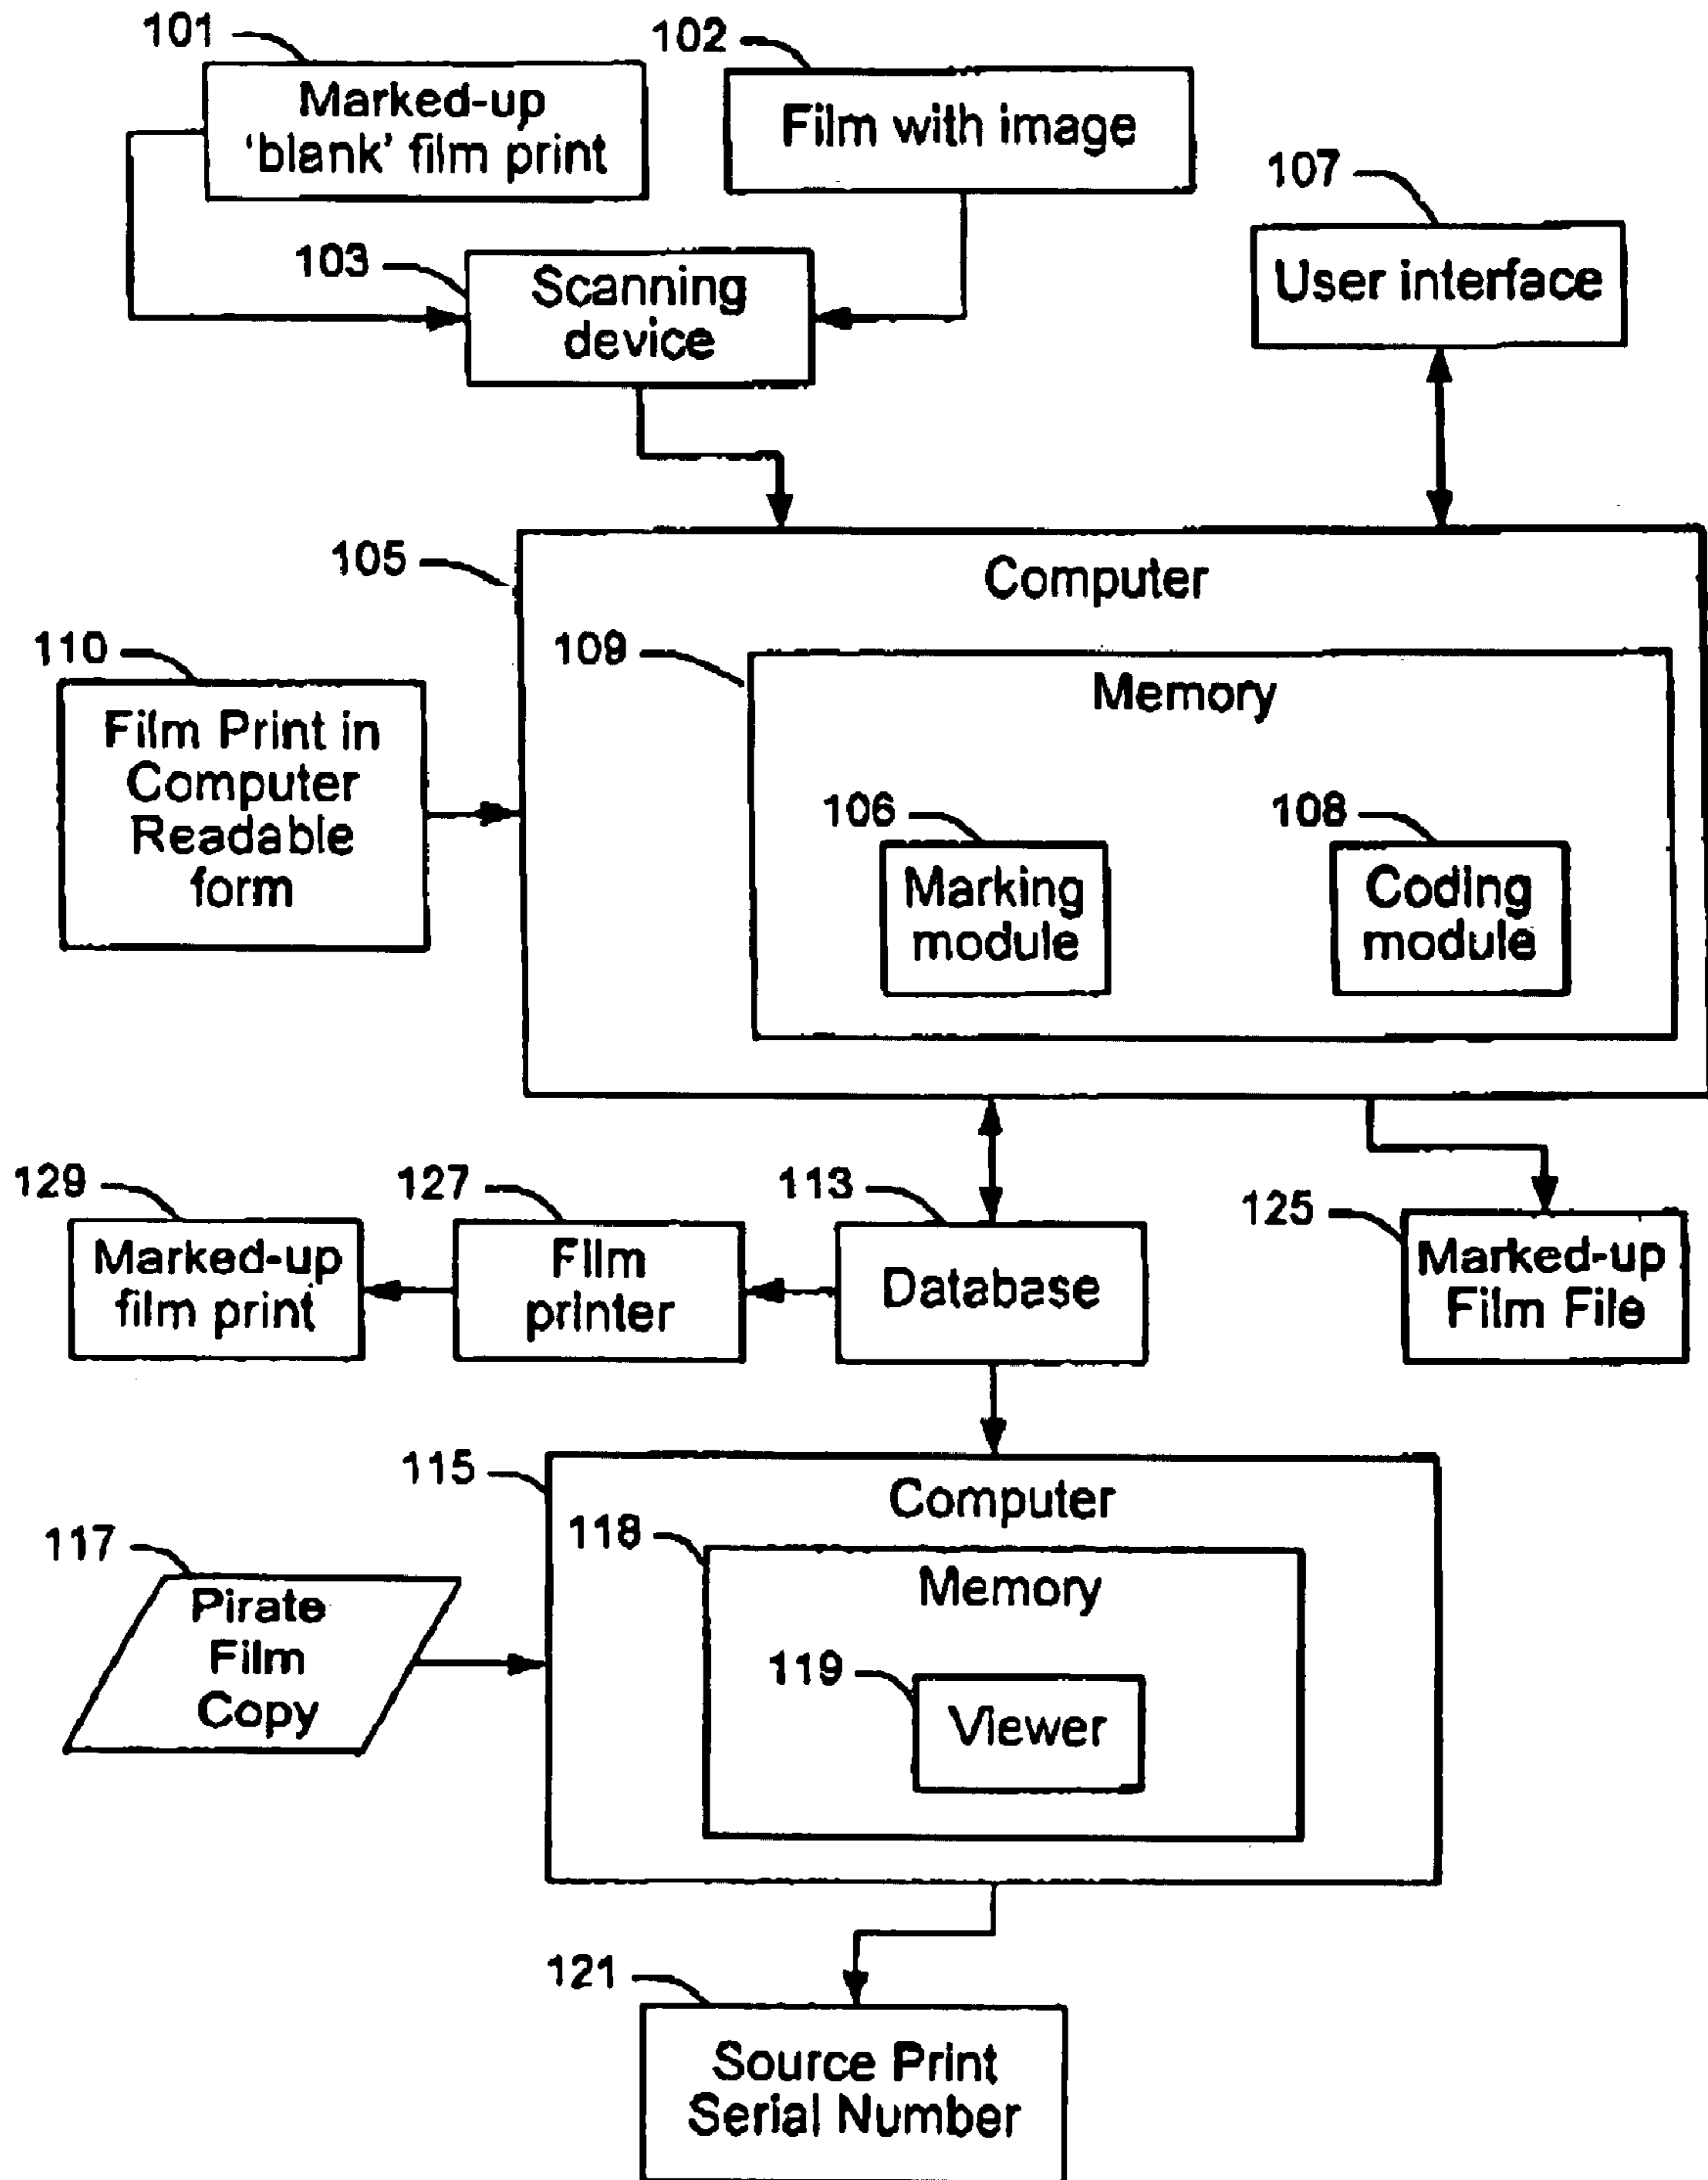 101
Marked-up
'blank' film print
102
Film with image
103
Scanning
device
107
User interface
105
Computer
110
Film Print in
Computer
Readable
form
109
Memory
106
Marking
module
108
Coding
module
129
Marked-up
film print
127
Film
printer
113
Database
125
Marked-up
Film File
115
Computer
117
Pirate
Film
Copy
118
Memory
119
Viewer
121
Source Print
Serial Number